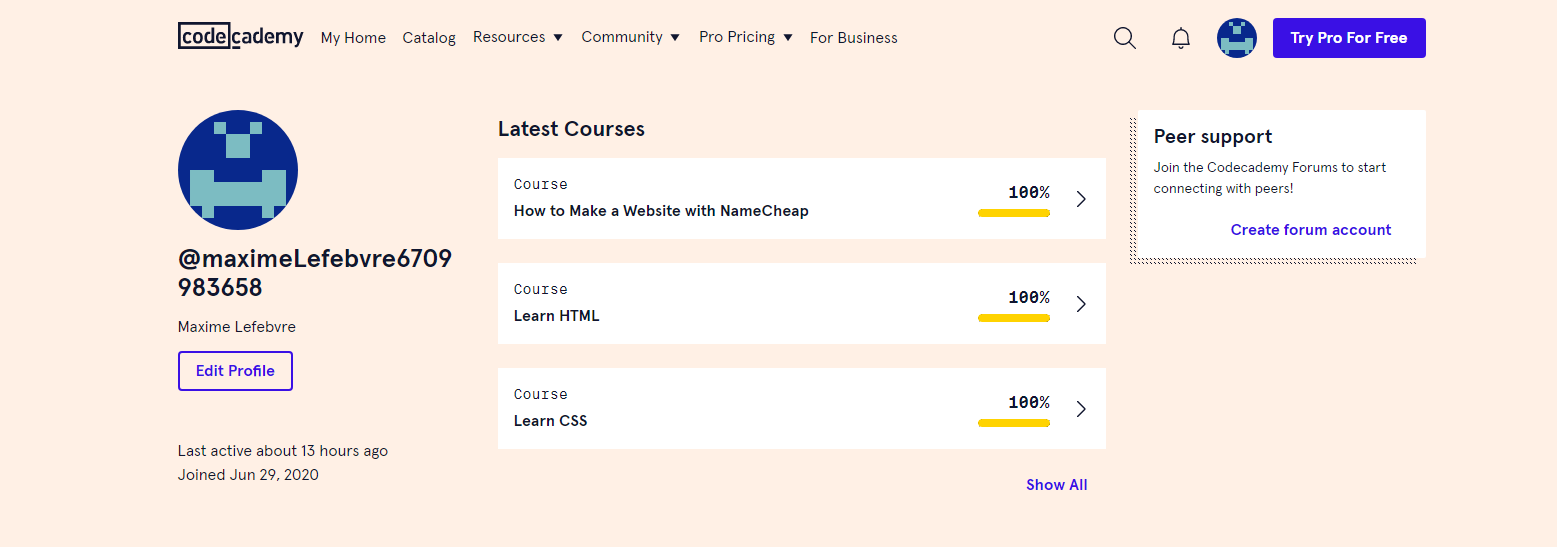 codecademy My Home Catalog Resources Community Pro Pricing For Business Try Pro For Free
@maximeLefebvre6709
983658
Maxime Lefebvre
Edit Profile
Last active about 13 hours ago
Joined Jun 29, 2020
Latest Courses
Course
How to Make a Website with NameCheap
100%
Course
Learn HTML
100%
Course
Learn CSS
100%
Show All
Peer support
Join the Codecademy Forums to start
connecting with peers!
Create forum account